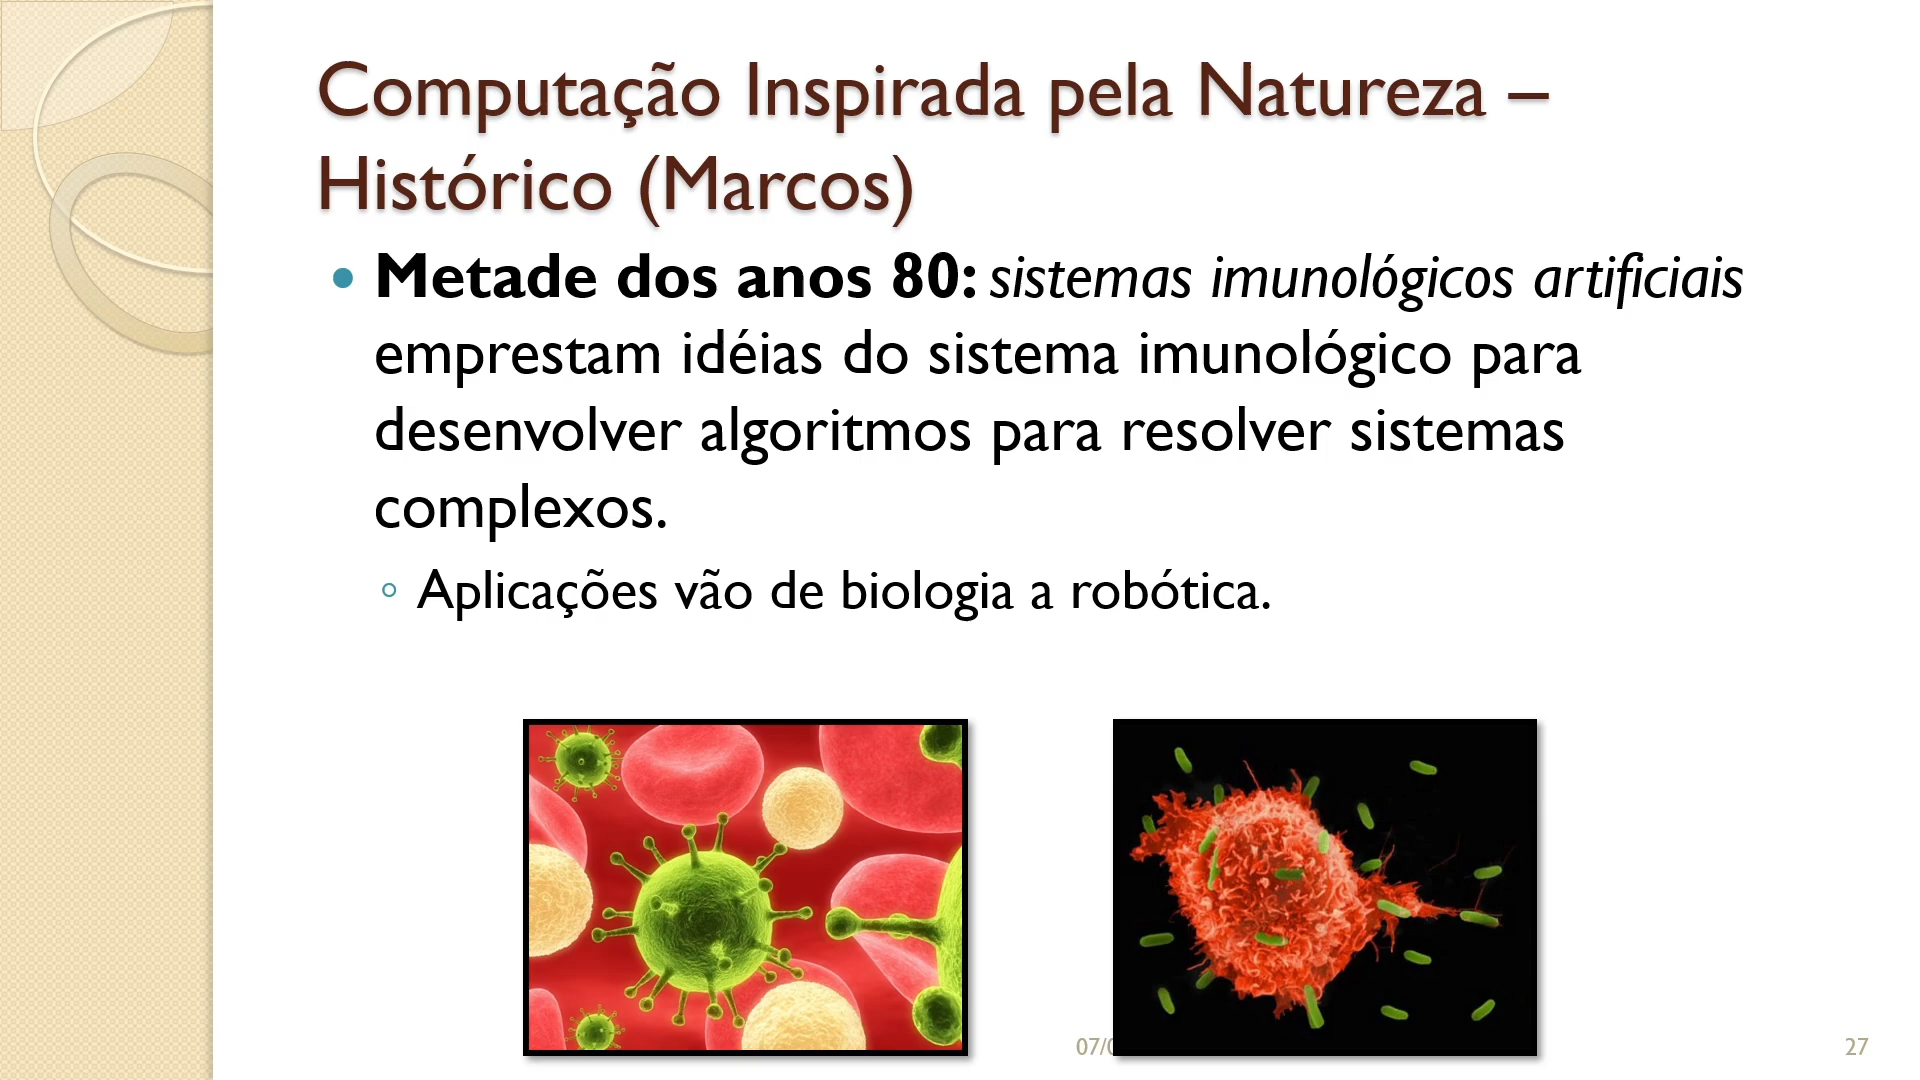 Computação Inspirada pela Natureza –
Histórico (Marcos)
• Metade dos anos 80: sistemas imunológicos artificiais
emprestam idéias do sistema imunológico para
desenvolver algoritmos para resolver sistemas
complexos.
◦ Aplicações vão de biologia a robótica.
27